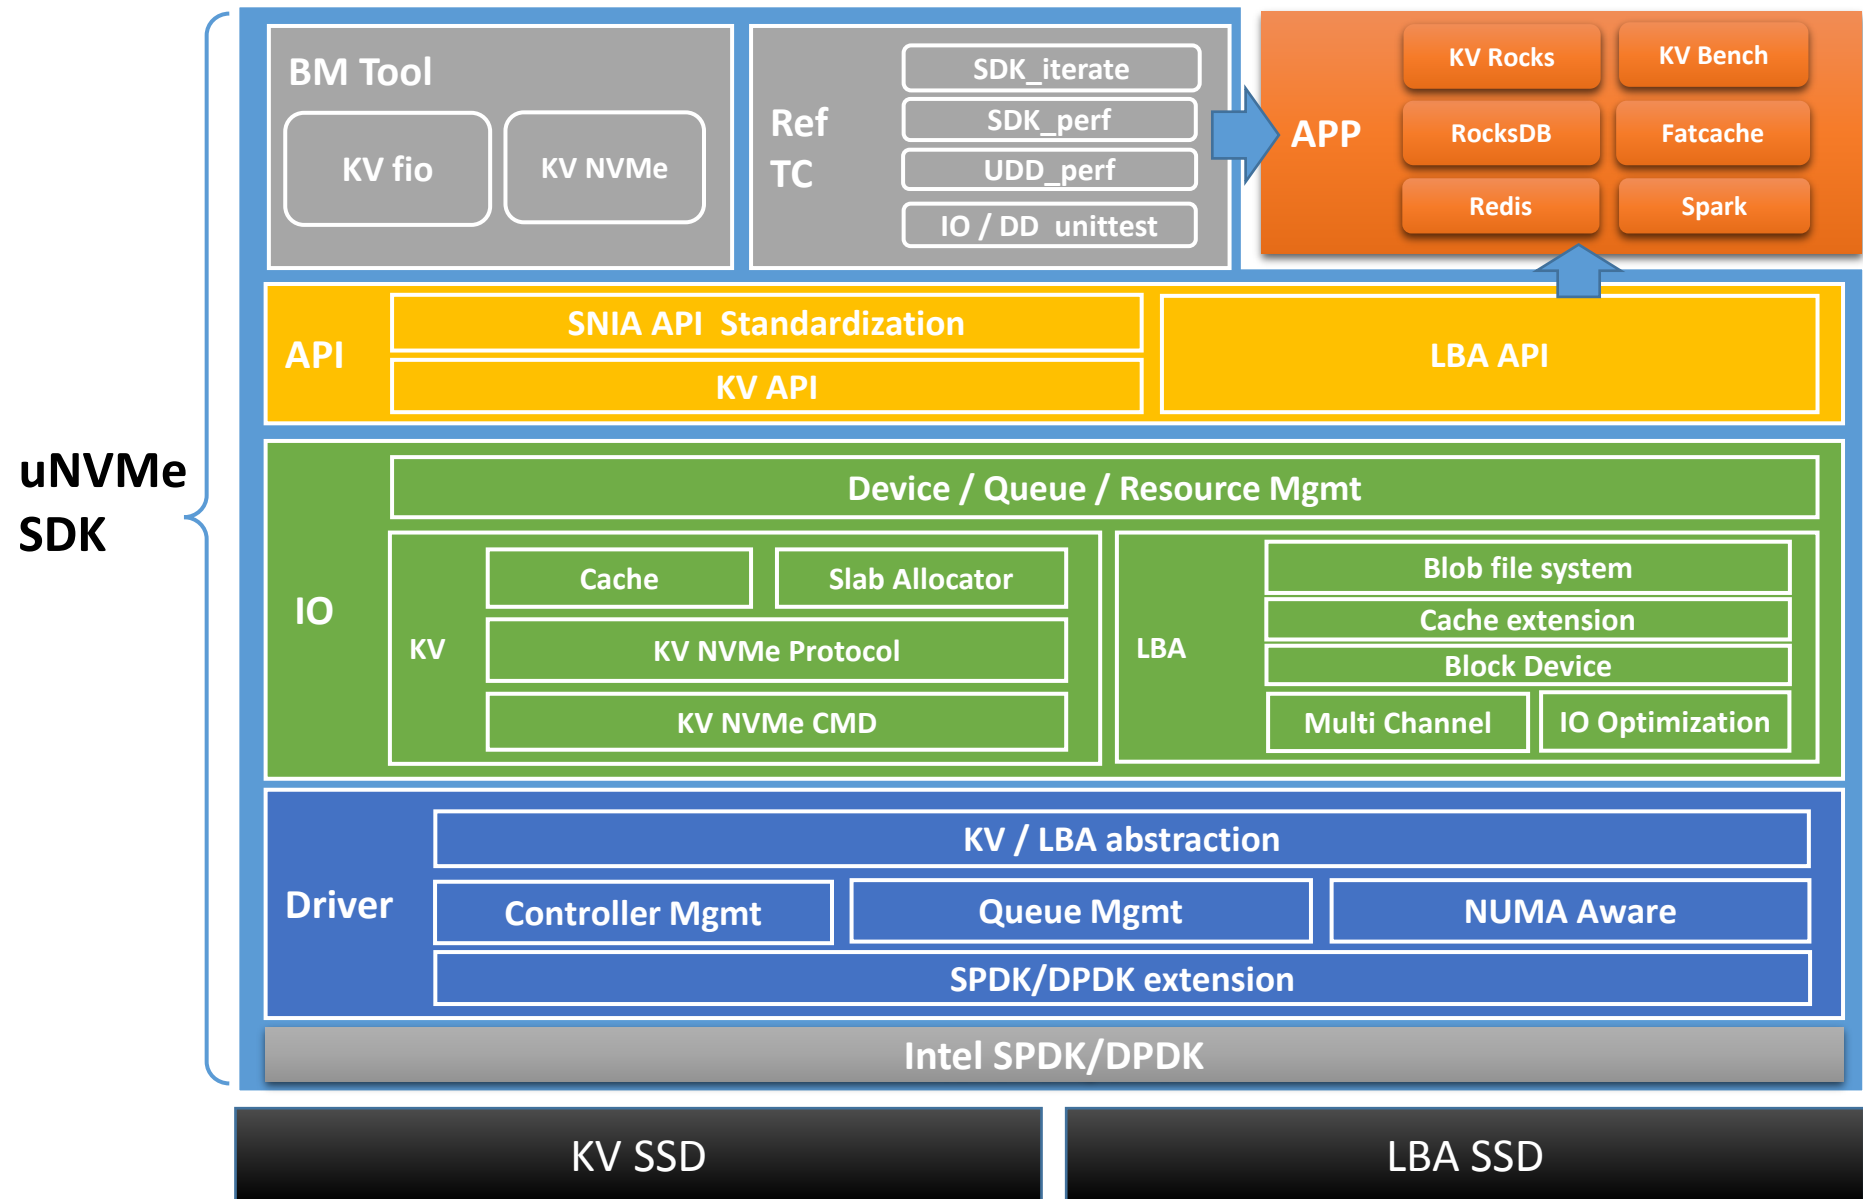 uNVMe
SDK
BM Tool
KV fio
KV NVMe
Ref
TC
SDK_iterate
SDK_perf
UDD_perf
IO / DD  unittest
APP
KV Rocks
KV Bench
RocksDB
Fatcache
Redis
Spark
API
SNIA API  Standardization
KV API
LBA API
IO
Device / Queue / Resource Mgmt
KV
Cache
Slab Allocator
KV NVMe Protocol
KV NVMe CMD
LBA
Blob file system
Cache extension
Block Device
Multi Channel
IO Optimization
Driver
KV / LBA abstraction
Controller Mgmt
Queue Mgmt
NUMA Aware
SPDK/DPDK extension
Intel SPDK/DPDK
KV SSD
LBA SSD